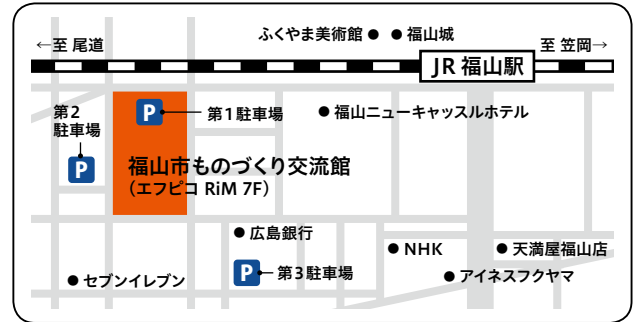 ふくやま美術館● ●福山城
←至 尾道
至 笠岡→
JR 福山駅
第2
駐車場
P
P
第1駐車場
●福山ニューキャッスルホテル
福山市ものづくり交流館
（エフピコ RiM 7F）
●広島銀行
●NHK
●天満屋福山店
●セブンイレブン
P
第3駐車場
●アイネスフクヤマ